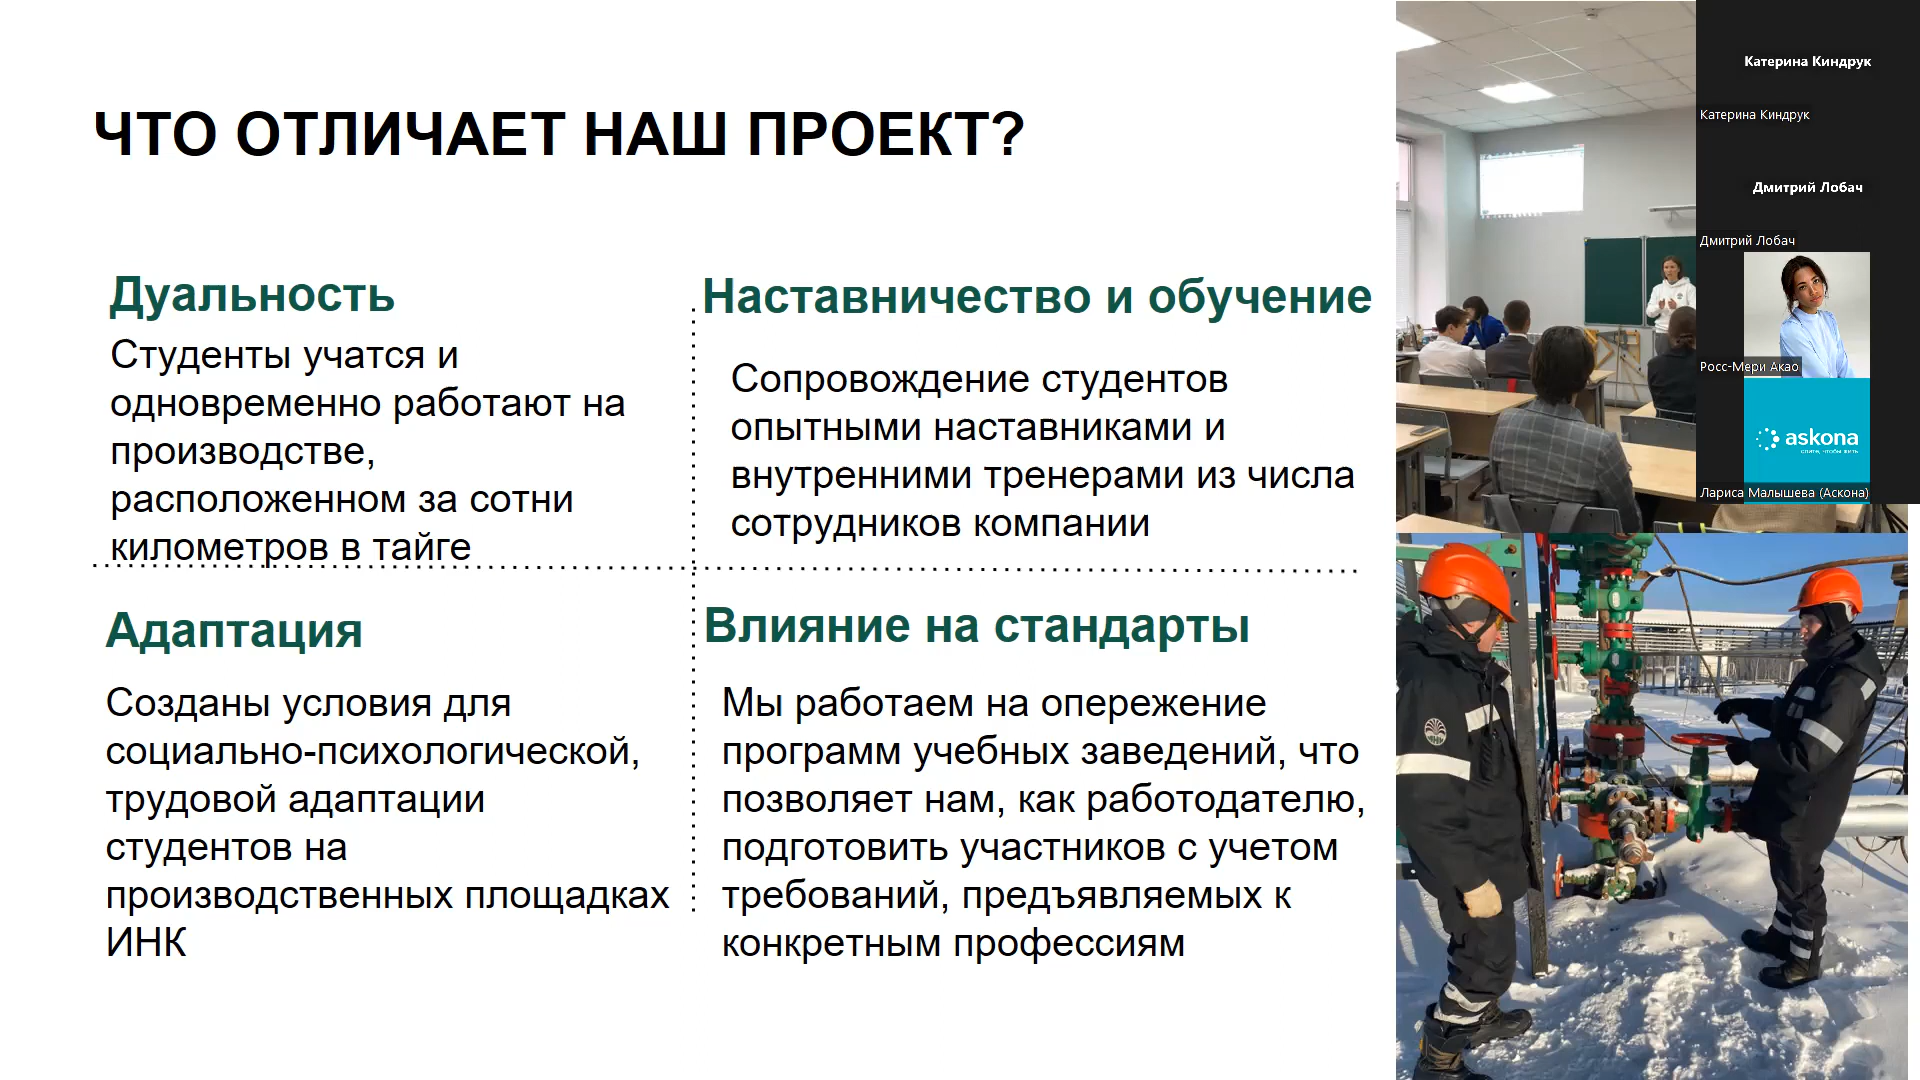 ЧТО ОТЛИЧАЕТ НАШ ПРОЕКТ?
Дуальность
Студенты учатся и
одновременно работают на
производстве,
расположенном за сотни
километров в тайге
Наставничество и обучение
Сопровождение студентов
опытными наставниками и
внутренними тренерами из числа
сотрудников компании
Адаптация
Созданы условия для
социально-психологической,
трудовой адаптации
студентов на
производственных площадках
ИНК
Влияние на стандарты
Мы работаем на опережение
программ учебных заведений, что
позволяет нам, как работодателю,
подготовить участников с учетом
требований, предъявляемых к
конкретным профессиям
Катерина Киндрук
Катерина Киндрук
Дмитрий Лобач
Дмитрий Лобач
Росс-Мери Акао
askona
спите, чтобы жить
Лариса Малышева (Аскона)